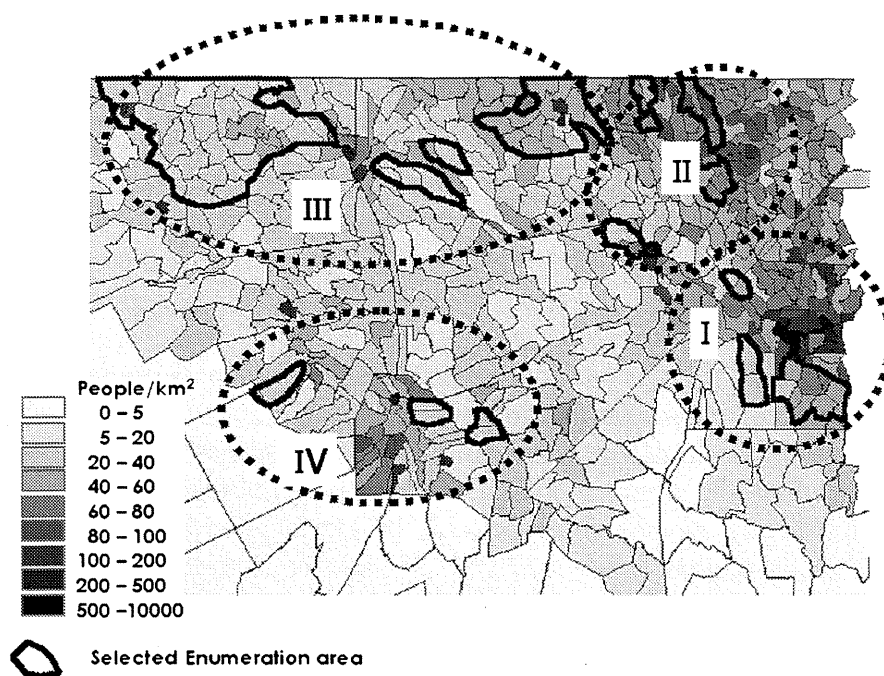 III
II
I
IV
People/km²
0 – 5
5 – 20
20 – 40
40 – 60
60 – 80
80 – 100
100 – 200
200 – 500
500 –10000
Selected Enumeration area